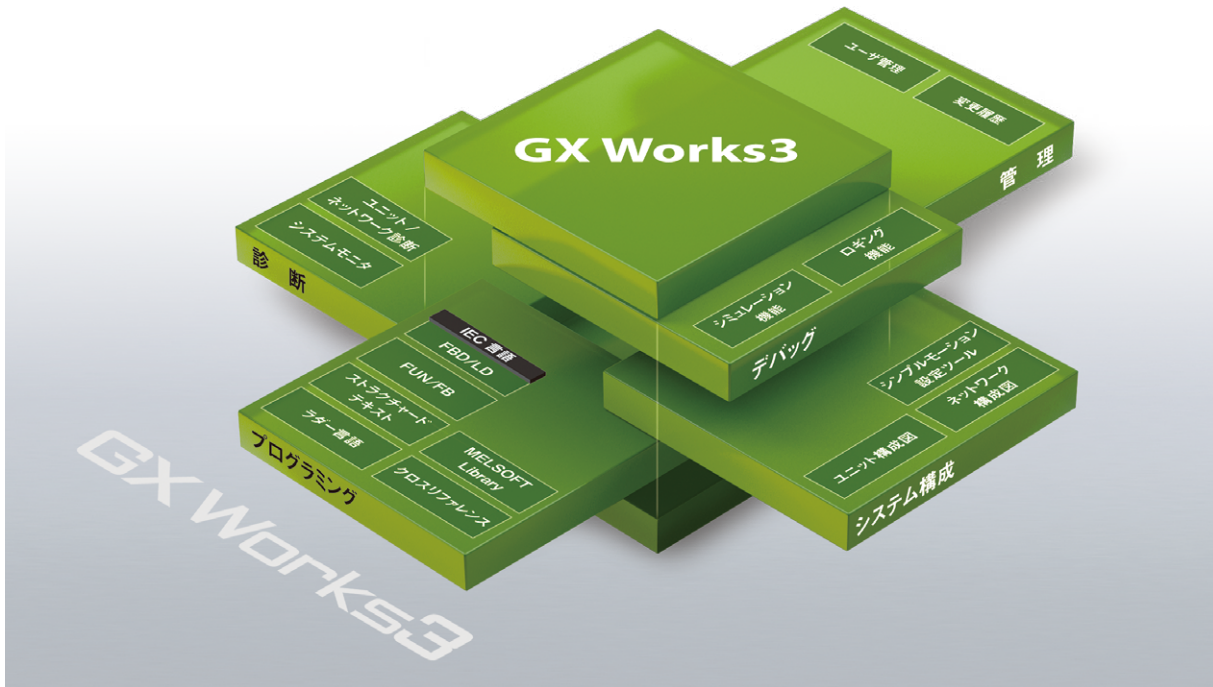 GX Works3
ユーザ管理
変更履歴
管 理
ユニット/
ネットワーク診断
システムモニタ
診 断
ロギング
機能
シミュレーション
機能
デバッグ
IEC 言語
FBD/LD
FUN/FB
ストラクチャード
テキスト
ラダー言語
MELSOFT
Library
クロスリファレンス
プログラミング
シンプルモーション
設定ツール
ネットワーク
構成図
ユニット構成図
システム構成
GX Works3